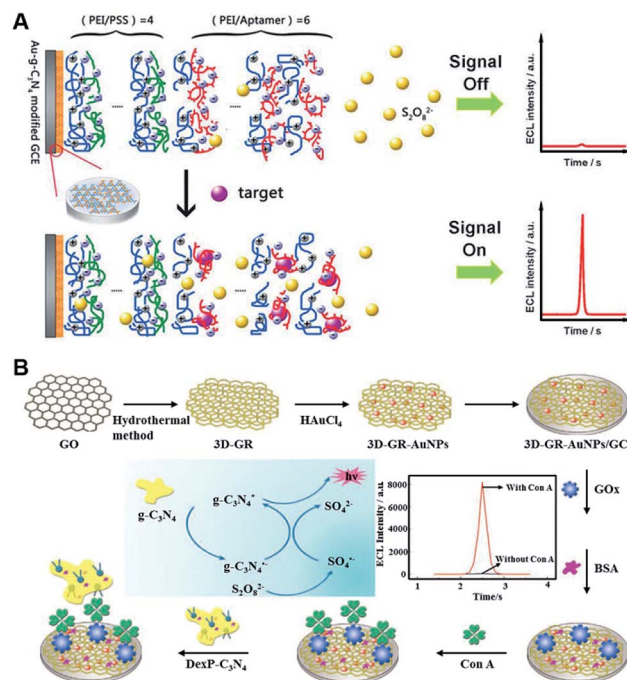 A
(PEI/PSS)=4
(PEI/Aptamer)=6
Au-g-C₃N₄ modified GCE
S₂O₈²⁻
Signal
Off
ECL intensity / a.u.
Time / s
target
Signal
On
ECL intensity / a.u.
Time / s
B
GO
Hydrothermal
method
3D-GR
HAuCl₄
3D-GR-AuNPs
3D-GR-AuNPs/GC
g-C₃N₄
g-C₃N₄*
hν
SO₄²⁻
g-C₃N₄•⁻
SO₄•⁻
S₂O₈²⁻
ECL Intensity / a.u.
8000
6000
4000
2000
0
With Con A
Without Con A
1 2 3 4
Time/s
GOx
BSA
DexP-C₃N₄
Con A